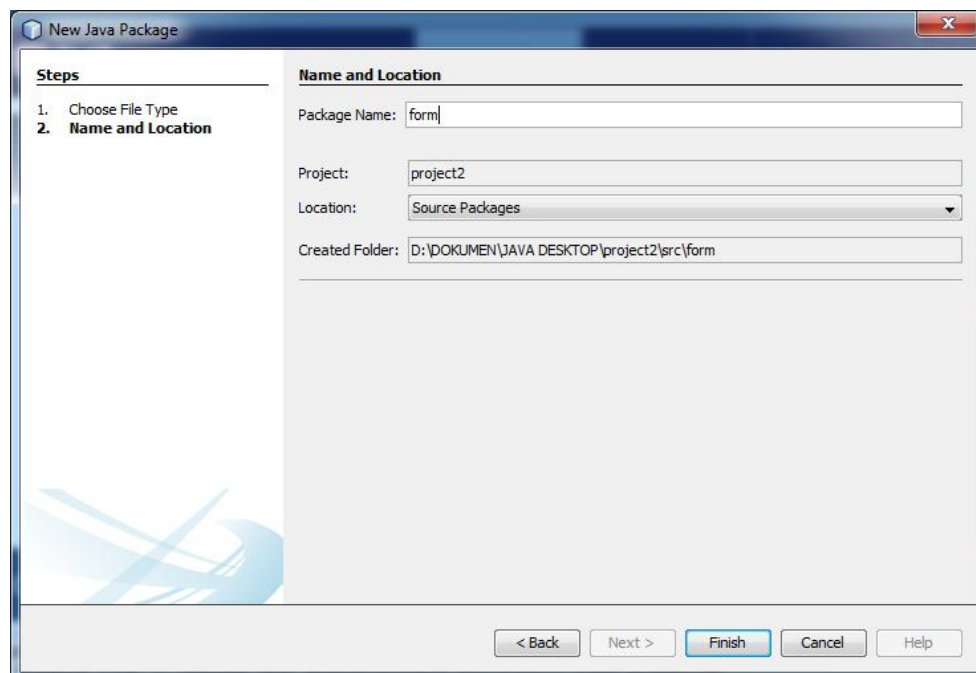 New Java Package
Steps
1. Choose File Type
2. Name and Location
Name and Location
Package Name: form
Project: project2
Location: Source Packages
Created Folder: D:\DOKUMEN\JAVA DESKTOP\project2\src\form
< Back Next > Finish Cancel Help